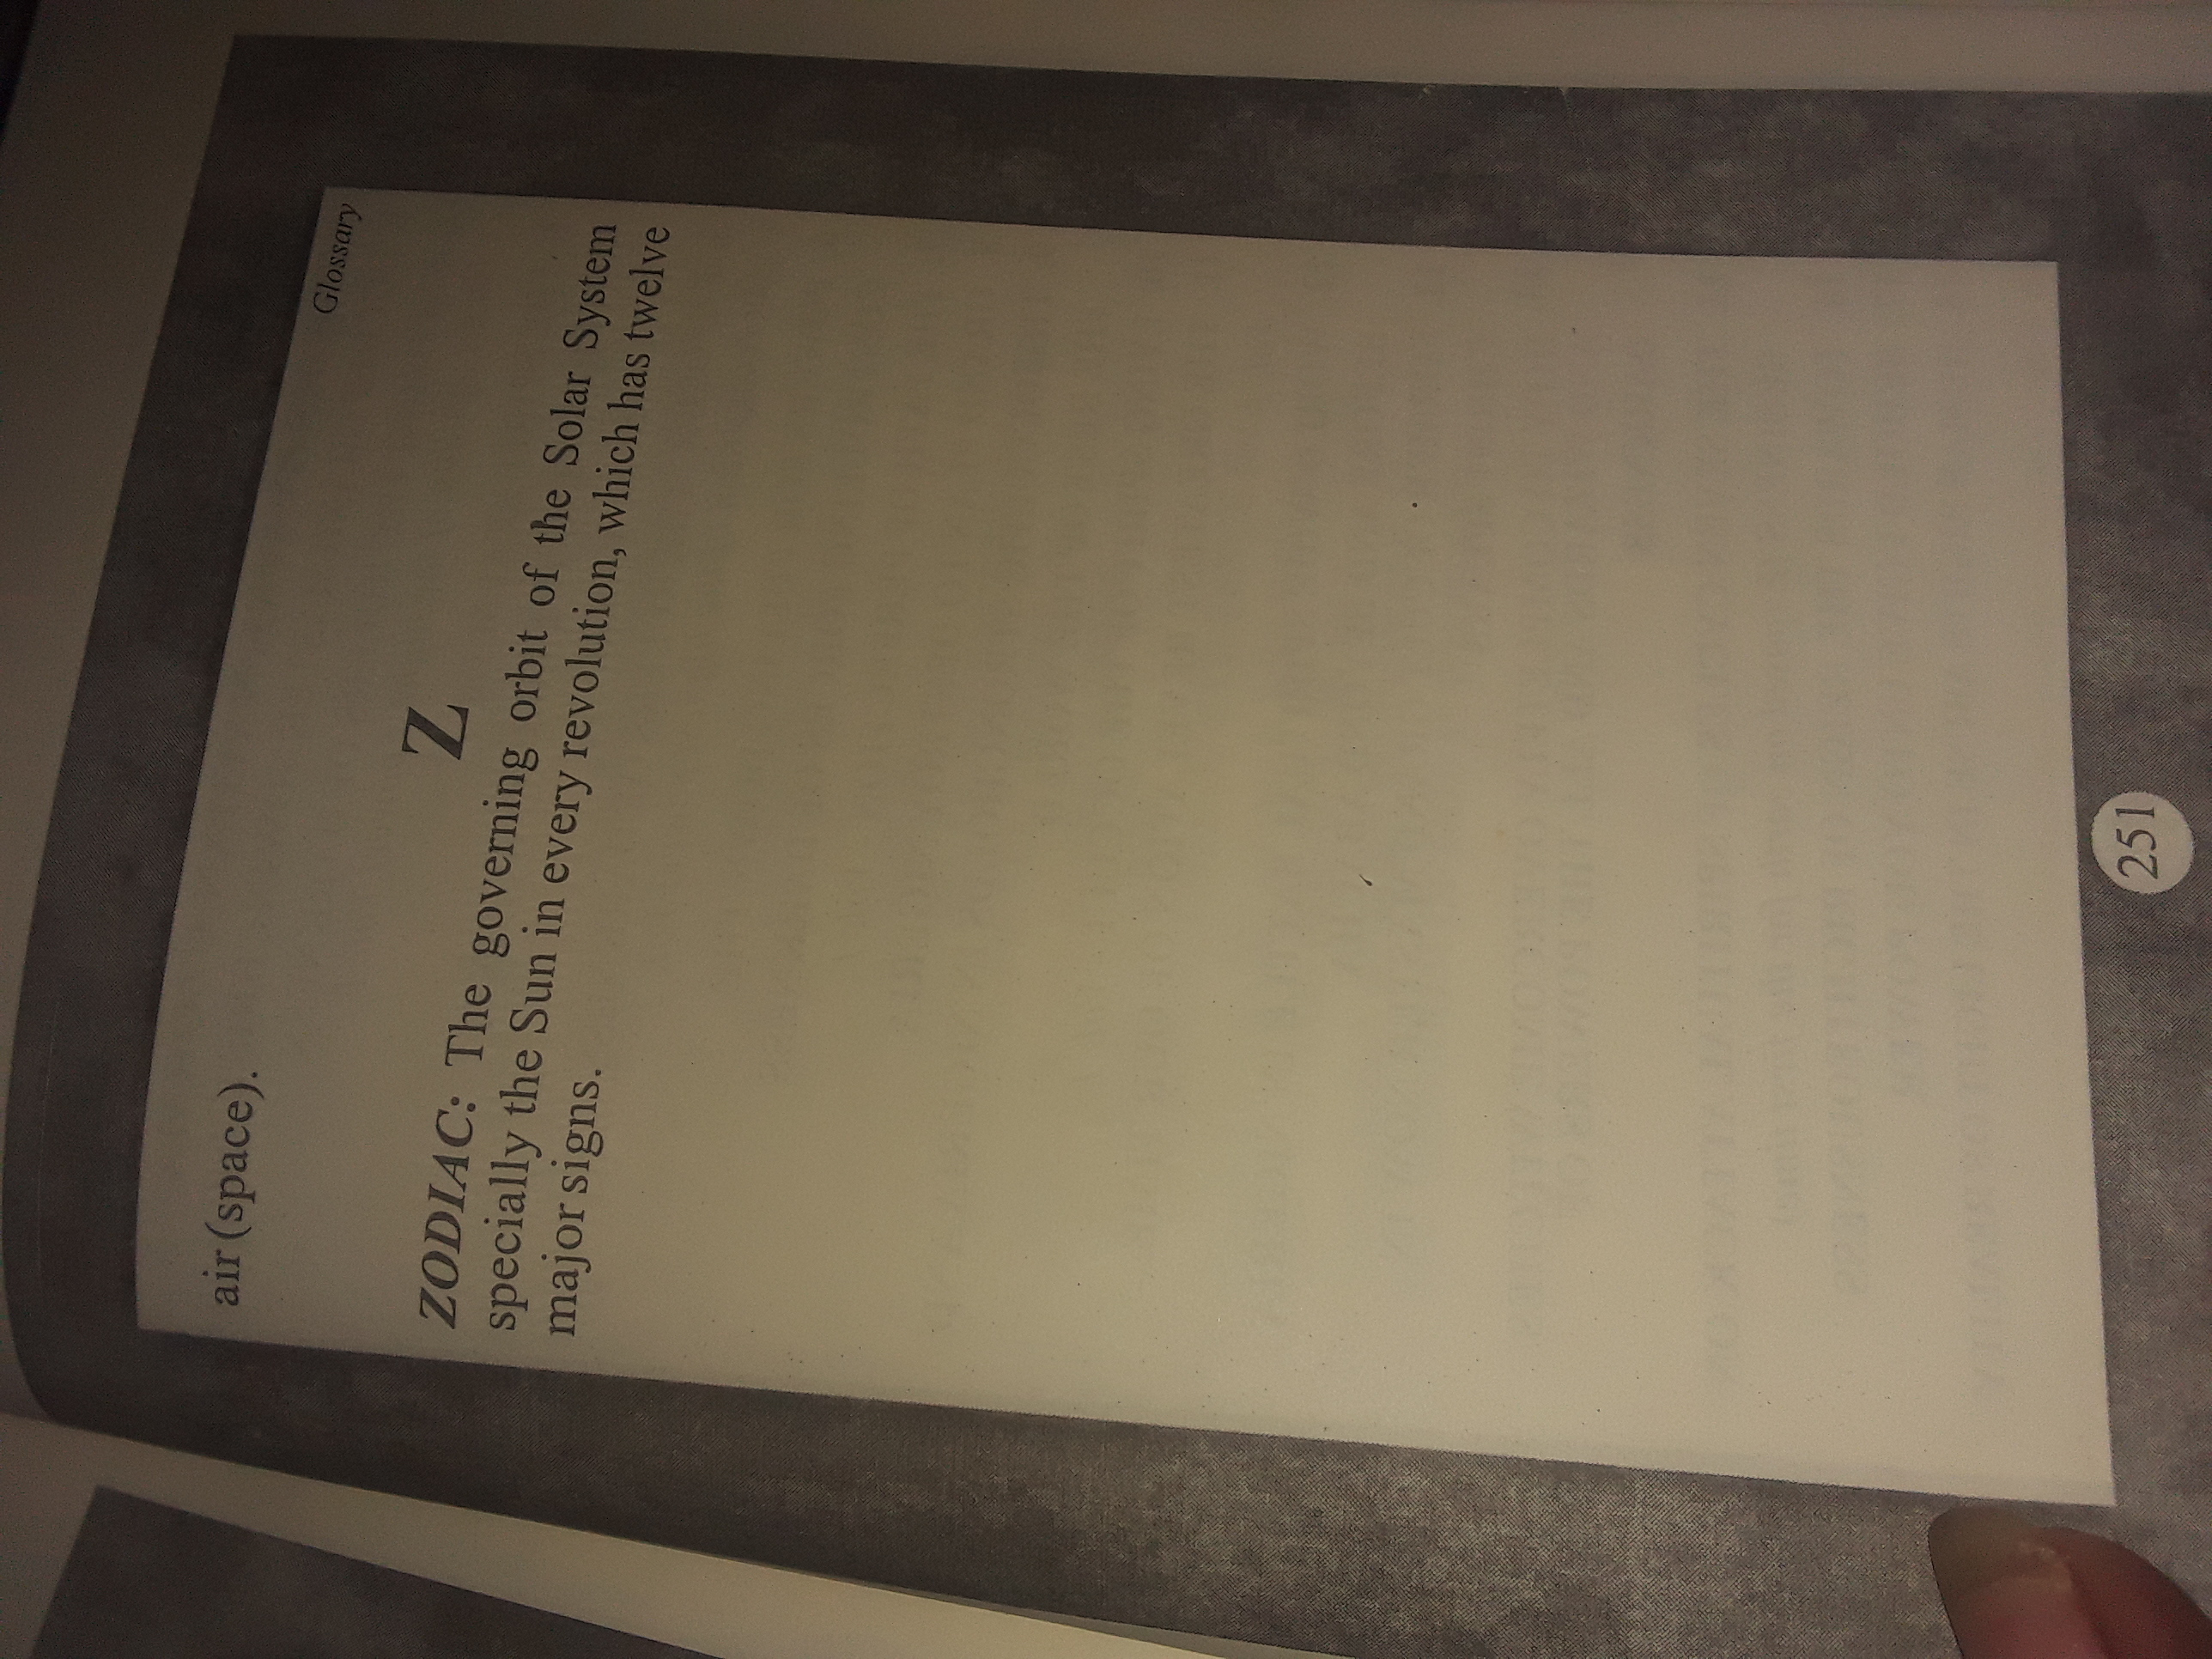 Glossary
air (space).
Z
ZODIAC: The governing orbit of the Solar System
specially the Sun in every revolution, which has twelve
major signs.
251